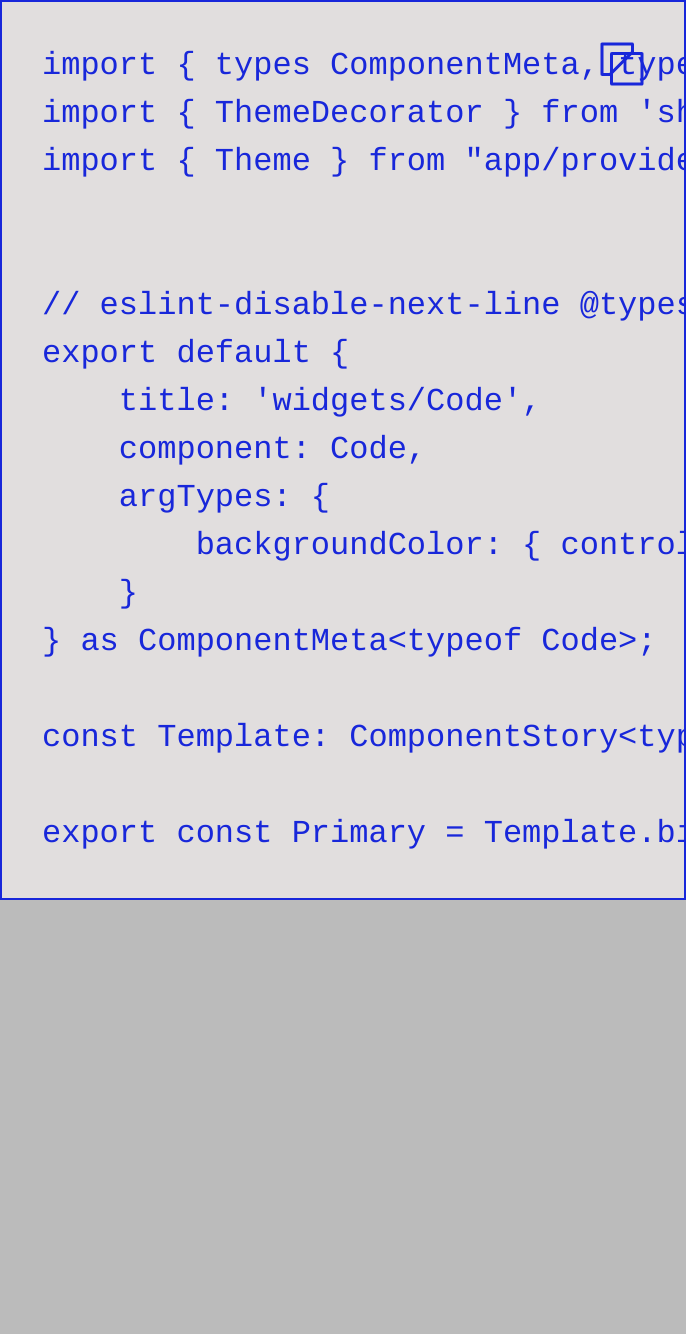 import { types ComponentMeta, type
import { ThemeDecorator } from 'sh
import { Theme } from "app/provide
// eslint-disable-next-line @types
export default {
    title: 'widgets/Code',
    component: Code,
    argTypes: {
        backgroundColor: { control
    }
} as ComponentMeta<typeof Code>;
const Template: ComponentStory<typ
export const Primary = Template.bi